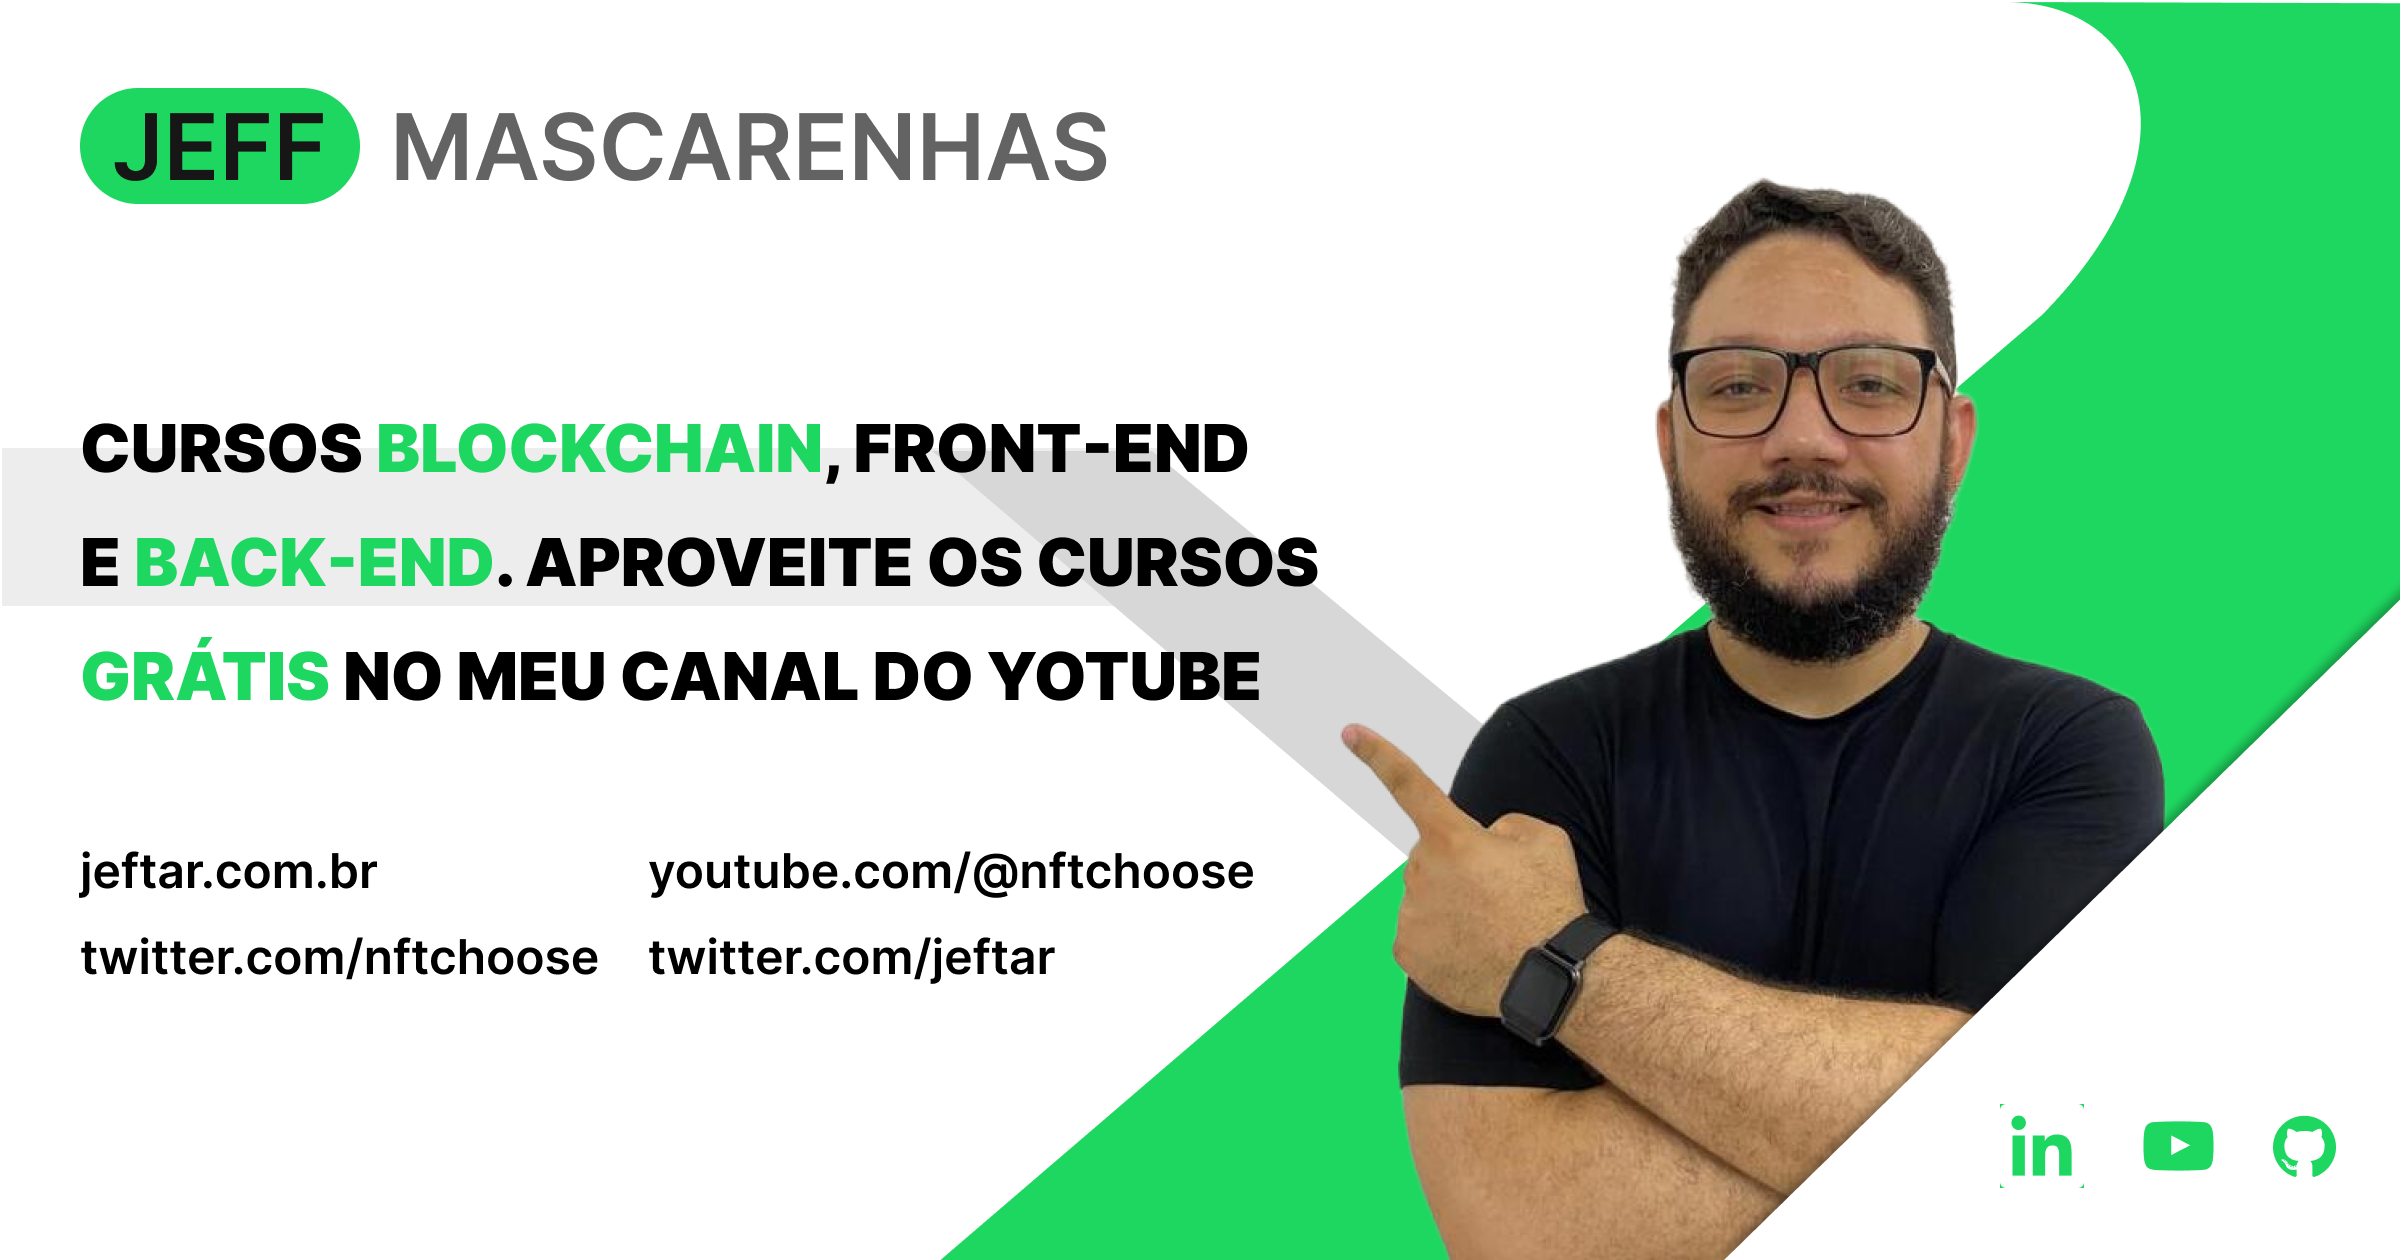 JEFF MASCARENHAS
CURSOS BLOCKCHAIN, FRONT-END
E BACK-END. APROVEITE OS CURSOS
GRÁTIS NO MEU CANAL DO YOTUBE
jeftar.com.br youtube.com/@nftchoose
twitter.com/nftchoose twitter.com/jeftar
in